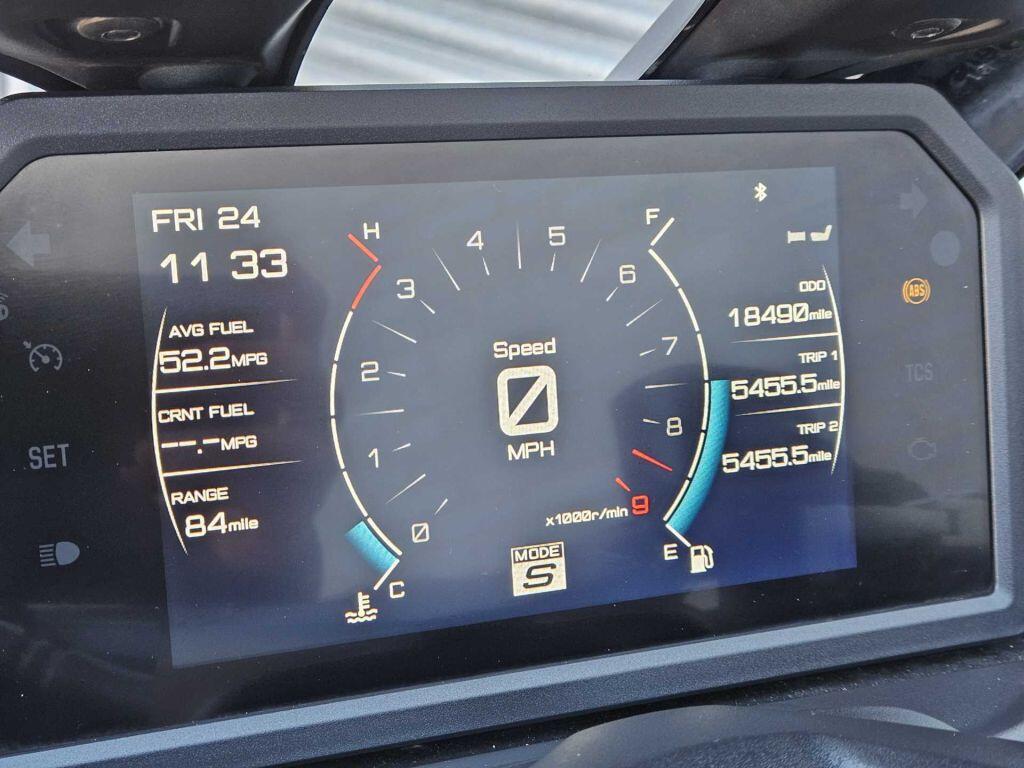 FRI 24
11 33
AVG FUEL
52.2MPG
CRNT FUEL
--.-MPG
RANGE
84mile
SET
H
C
0
1
2
3
4
5
6
7
8
9
x1000r/min
Speed
0
MPH
MODE
S
F
E
ODO
18490mile
TRIP 1
5455.5mile
TRIP 2
5455.5mile
ABS
TCS